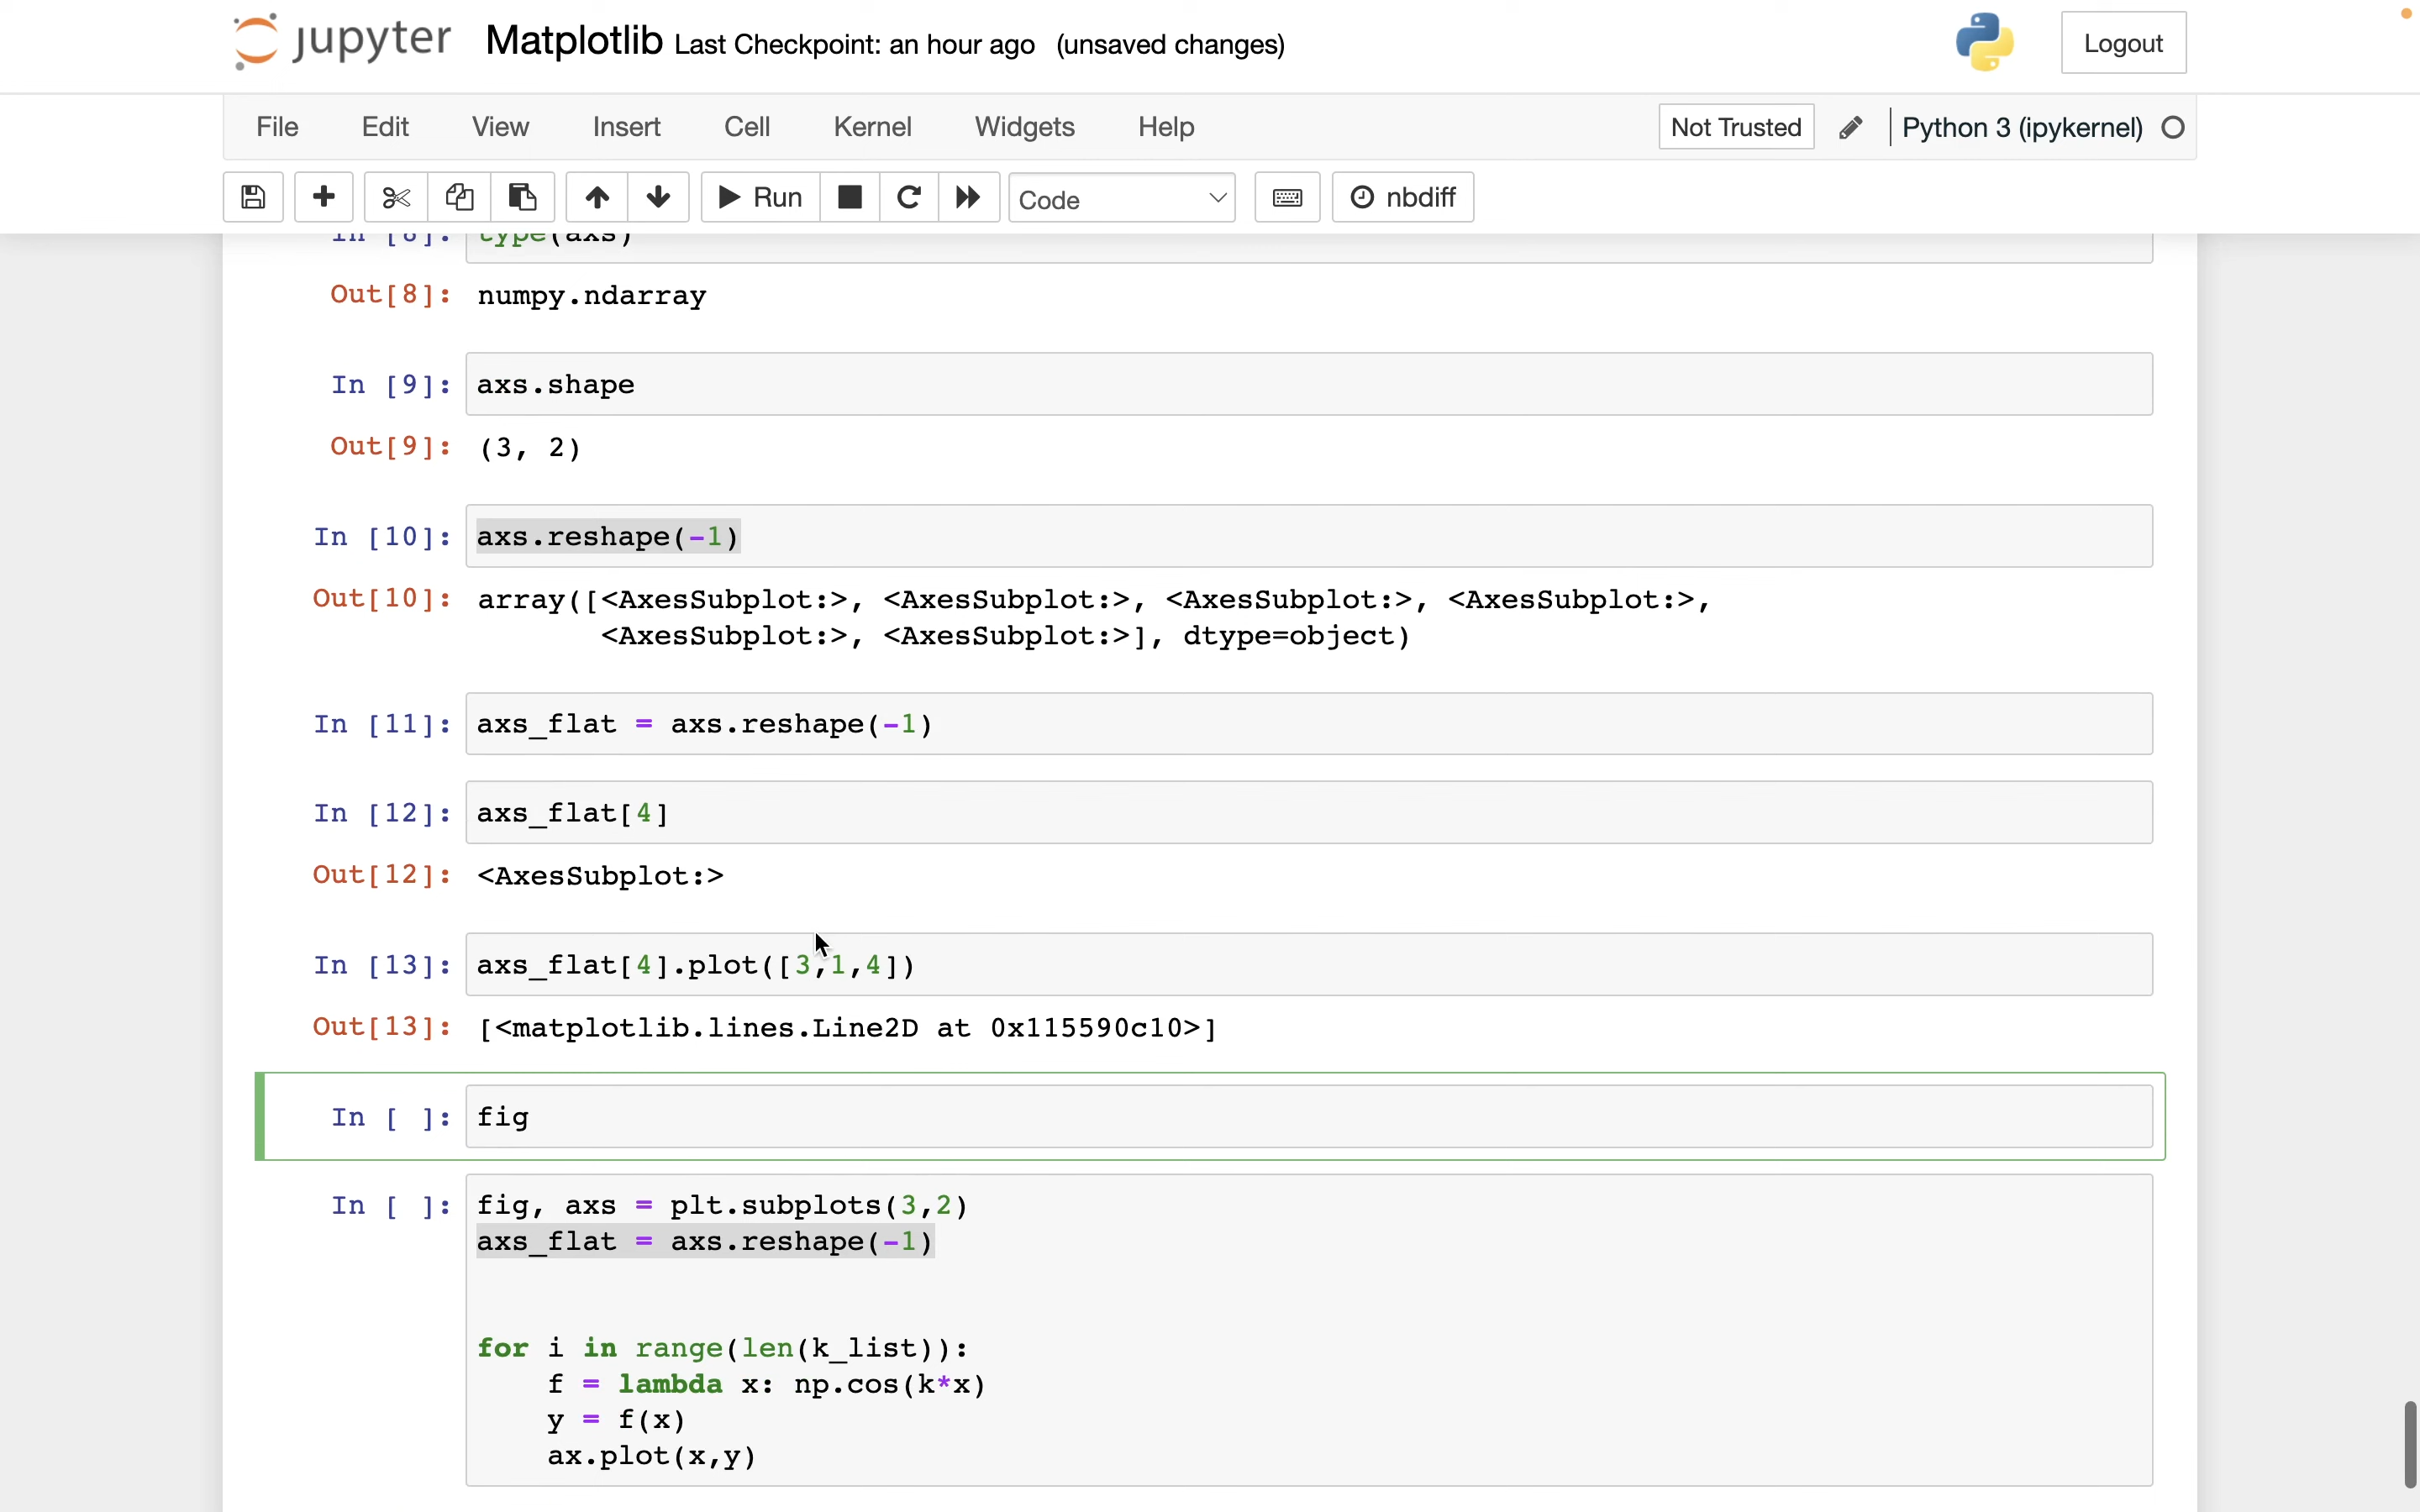 jupyter Matplotlib Last Checkpoint: an hour ago (unsaved changes) Logout
File Edit View Insert Cell Kernel Widgets Help Not Trusted Python 3 (ipykernel)
Run Code nbdiff
In [8]: type(axs)
Out[8]: numpy.ndarray
In [9]: axs.shape
Out[9]: (3, 2)
In [10]: axs.reshape(-1)
Out[10]: array([<AxesSubplot:>, <AxesSubplot:>, <AxesSubplot:>, <AxesSubplot:>,
<AxesSubplot:>, <AxesSubplot:>], dtype=object)
In [11]: axs_flat = axs.reshape(-1)
In [12]: axs_flat[4]
Out[12]: <AxesSubplot:>
In [13]: axs_flat[4].plot([3,1,4])
Out[13]: [<matplotlib.lines.Line2D at 0x115590c10>]
In [ ]: fig
In [ ]: fig, axs = plt.subplots(3,2)
axs_flat = axs.reshape(-1)
for i in range(len(k_list)):
f = lambda x: np.cos(k*x)
y = f(x)
ax.plot(x,y)